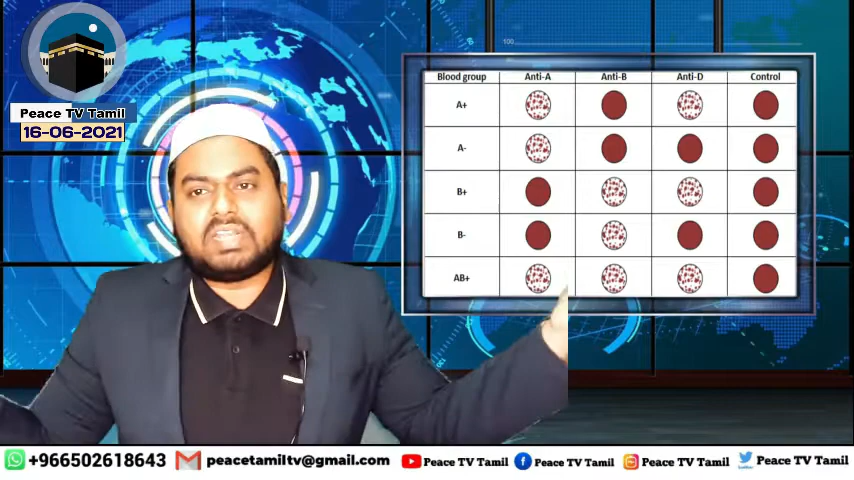 Peace TV Tamil
16-06-2021
Blood group Anti-A Anti-B Anti-D Control
A+
A-
B+
B-
AB+
100
+966502618643 peacetamiltv@gmail.com Peace TV Tamil Peace TV Tamil Peace TV Tamil Peace TV Tamil